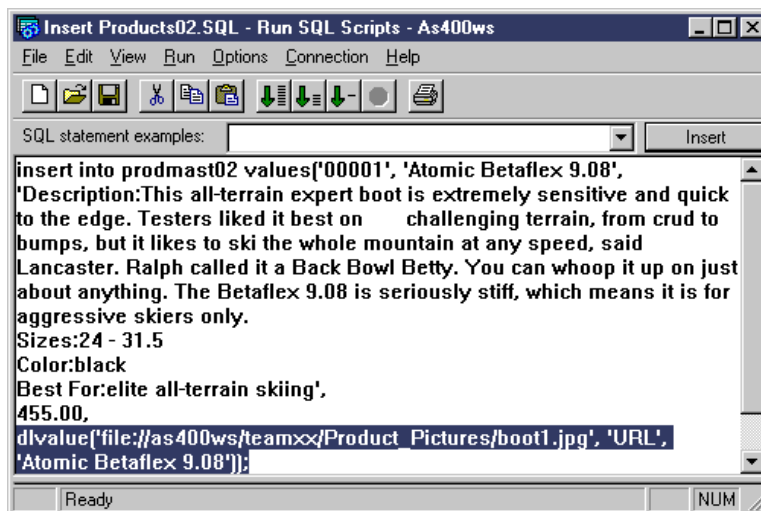 Insert Products02.SQL - Run SQL Scripts - As400ws
File Edit View Run Options Connection Help
SQL statement examples: Insert
insert into prodmast02 values('00001', 'Atomic Betaflex 9.08',
'Description:This all-terrain expert boot is extremely sensitive and quick
to the edge. Testers liked it best on challenging terrain, from crud to
bumps, but it likes to ski the whole mountain at any speed, said
Lancaster. Ralph called it a Back Bowl Betty. You can whoop it up on just
about anything. The Betaflex 9.08 is seriously stiff, which means it is for
aggressive skiers only.
Sizes:24 - 31.5
Color:black
Best For:elite all-terrain skiing',
455.00,
dlvalue('file://as400ws/teamxx/Product_Pictures/boot1.jpg', 'URL',
'Atomic Betaflex 9.08'));
Ready NUM